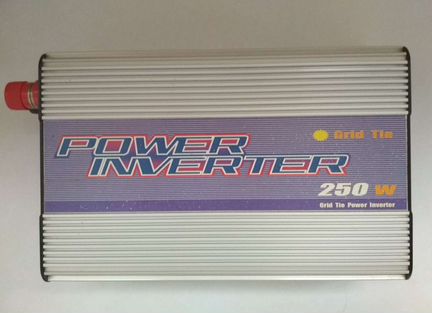 Grid Tie
POWER
INVERTER
250 W
Grid Tie Power Inverter